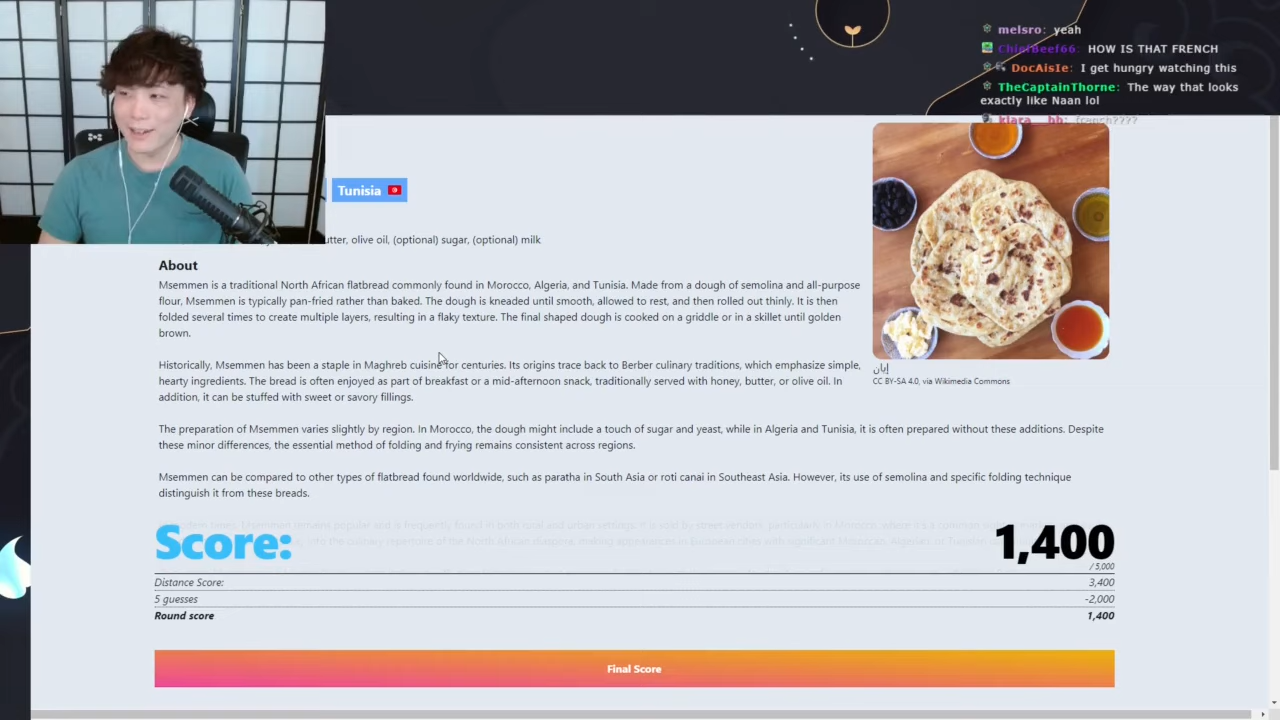 melsro: yeah
ChiefBeef66: HOW IS THAT FRENCH
DocAisIe: I get hungry watching this
TheCaptainThorne: The way that looks
exactly like Naan lol
klara__bb: french????
Tunisia
utter, olive oil, (optional) sugar, (optional) milk
About
Msemmen is a traditional North African flatbread commonly found in Morocco, Algeria, and Tunisia. Made from a dough of semolina and all-purpose
flour, Msemmen is typically pan-fried rather than baked. The dough is kneaded until smooth, allowed to rest, and then rolled out thinly. It is then
folded several times to create multiple layers, resulting in a flaky texture. The final shaped dough is cooked on a griddle or in a skillet until golden
brown.
Historically, Msemmen has been a staple in Maghreb cuisine for centuries. Its origins trace back to Berber culinary traditions, which emphasize simple,
hearty ingredients. The bread is often enjoyed as part of breakfast or a mid-afternoon snack, traditionally served with honey, butter, or olive oil. In
addition, it can be stuffed with sweet or savory fillings.
إيان
CC BY-SA 4.0, via Wikimedia Commons
The preparation of Msemmen varies slightly by region. In Morocco, the dough might include a touch of sugar and yeast, while in Algeria and Tunisia, it is often prepared without these additions. Despite
these minor differences, the essential method of folding and frying remains consistent across regions.
Msemmen can be compared to other types of flatbread found worldwide, such as paratha in South Asia or roti canai in Southeast Asia. However, its use of semolina and specific folding technique
distinguish it from these breads.
Score: 1,400
/ 5,000
Distance Score: 3,400
5 guesses -2,000
Round score 1,400
Final Score